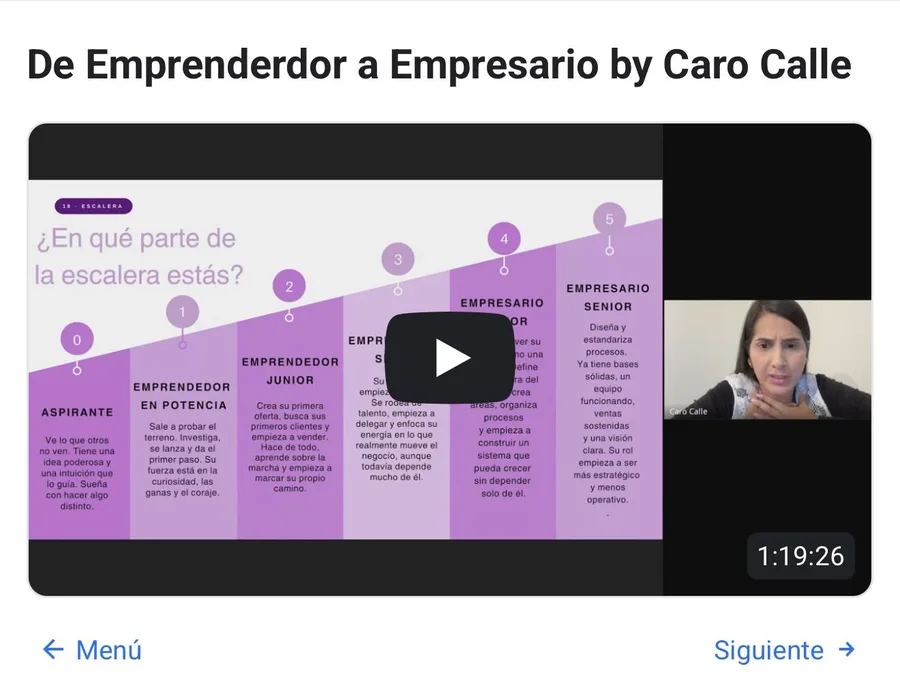 De Emprenderdor a Empresario by Caro Calle
18 - ESCALERA
¿En qué parte de
la escalera estás?
0
ASPIRANTE
Ve lo que otros
no ven. Tiene una
idea poderosa y
una intuición que
lo guía. Sueña
con hacer algo
distinto.
1
EMPRENDEDOR
EN POTENCIA
Sale a probar el
terreno. Investiga,
se lanza y da el
primer paso. Su
fuerza está en la
curiosidad, las
ganas y el coraje.
2
EMPRENDEDOR
JUNIOR
Crea su primera
oferta, busca sus
primeros clientes y
empieza a vender.
Hace de todo,
aprende sobre la
marcha y empieza a
marcar su propio
camino.
3
Su
Se rodea de
talento, empieza a
delegar y enfoca su
energía en lo que
realmente mueve el
negocio, aunque
todavía depende
mucho de él.
4
EMPRESARIO
su
una
del
crea
áreas, organiza
procesos
y empieza a
construir un
sistema que
pueda crecer
sin depender
solo de él.
5
EMPRESARIO
SENIOR
Diseña y
estandariza
procesos.
Ya tiene bases
sólidas, un
equipo
funcionando,
ventas
sostenidas
y una visión
clara. Su rol
empieza a ser
más estratégico
y menos
operativo.
.
Caro Calle
1:19:26
← Menú
Siguiente →